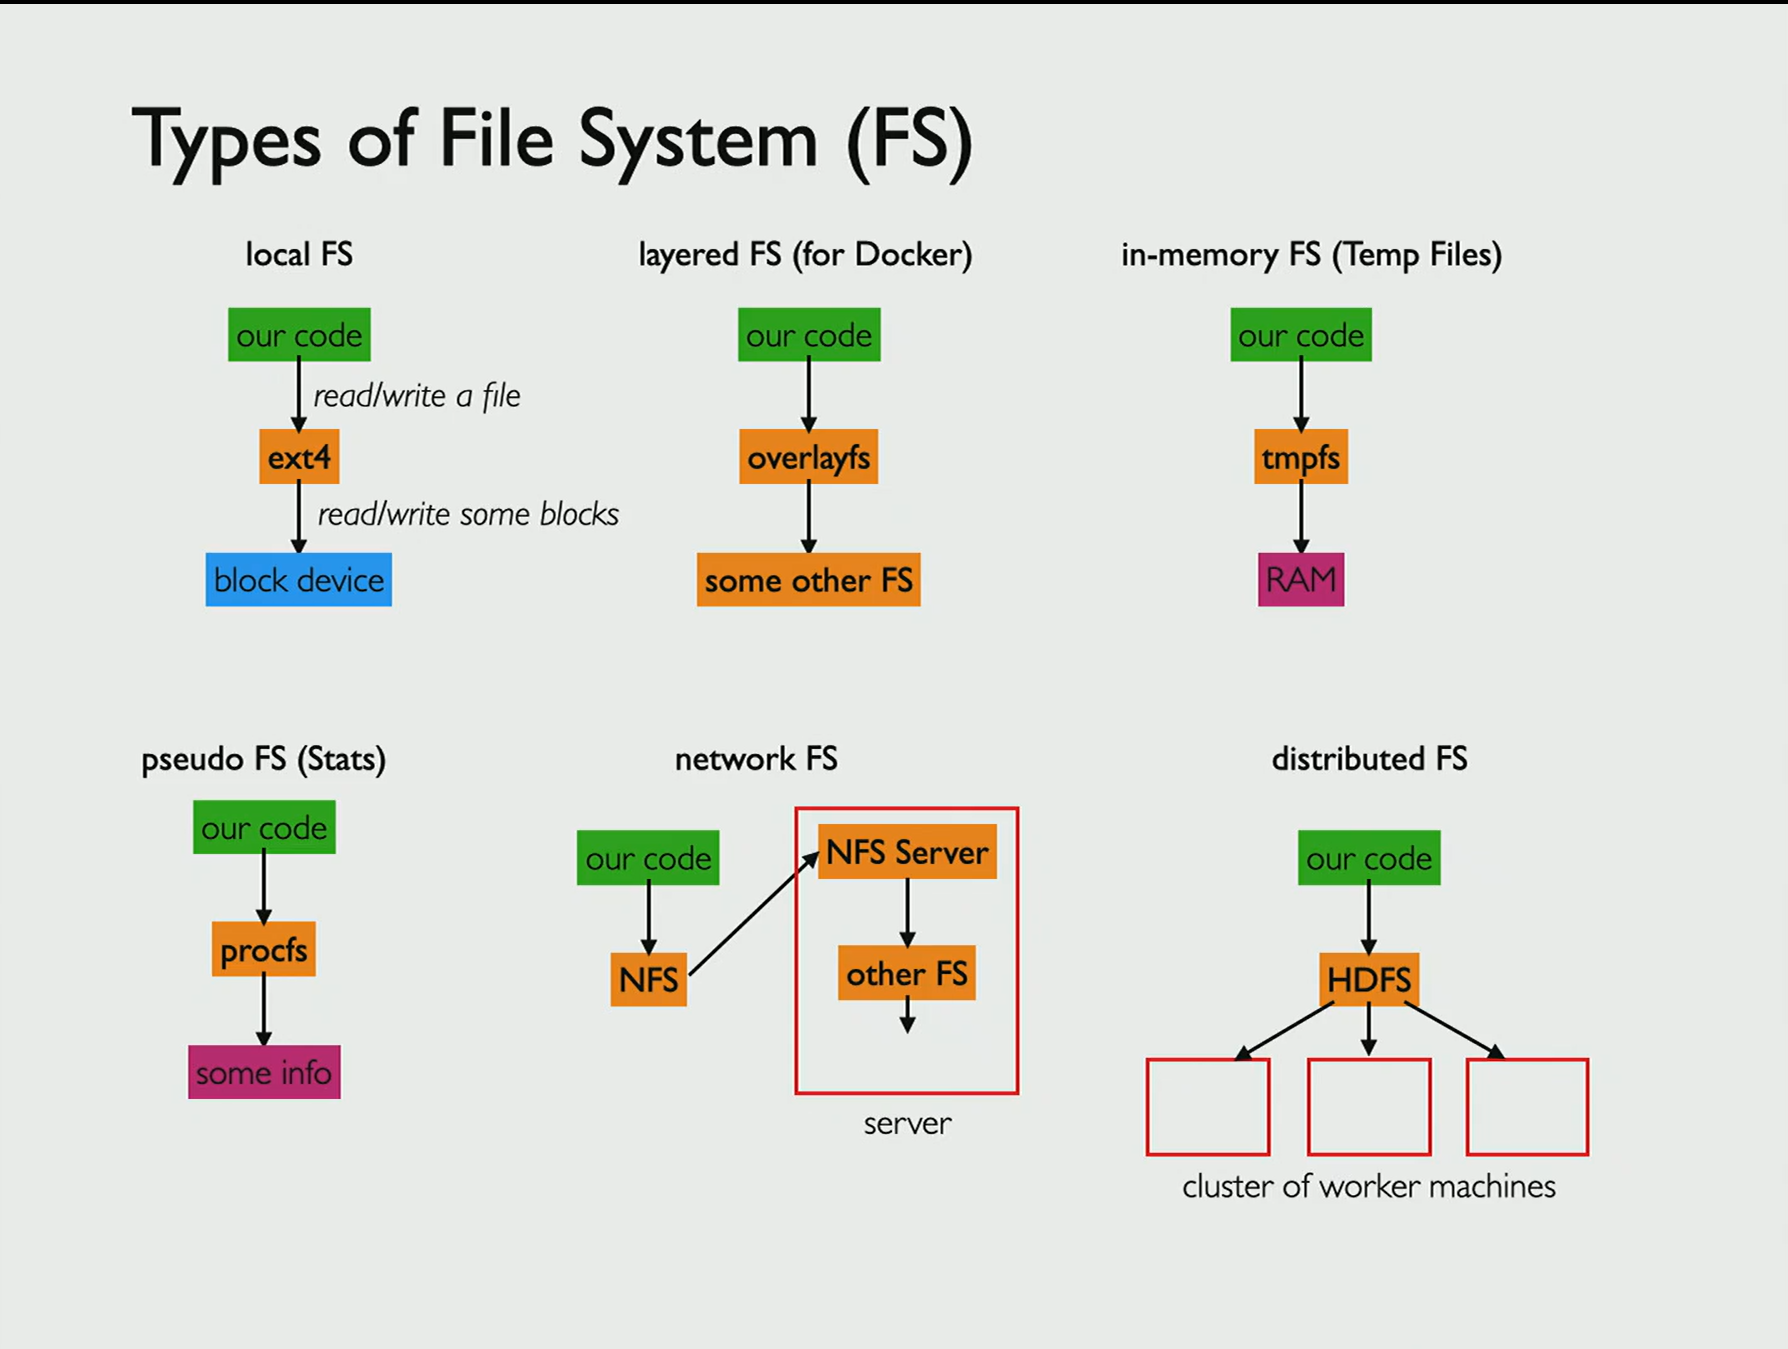 Types of File System (FS)
local FS
our code
read/write a file
ext4
read/write some blocks
block device
layered FS (for Docker)
our code
overlayfs
some other FS
in-memory FS (Temp Files)
our code
tmpfs
RAM
pseudo FS (Stats)
our code
procfs
some info
network FS
our code
NFS
NFS Server
other FS
server
distributed FS
our code
HDFS
cluster of worker machines